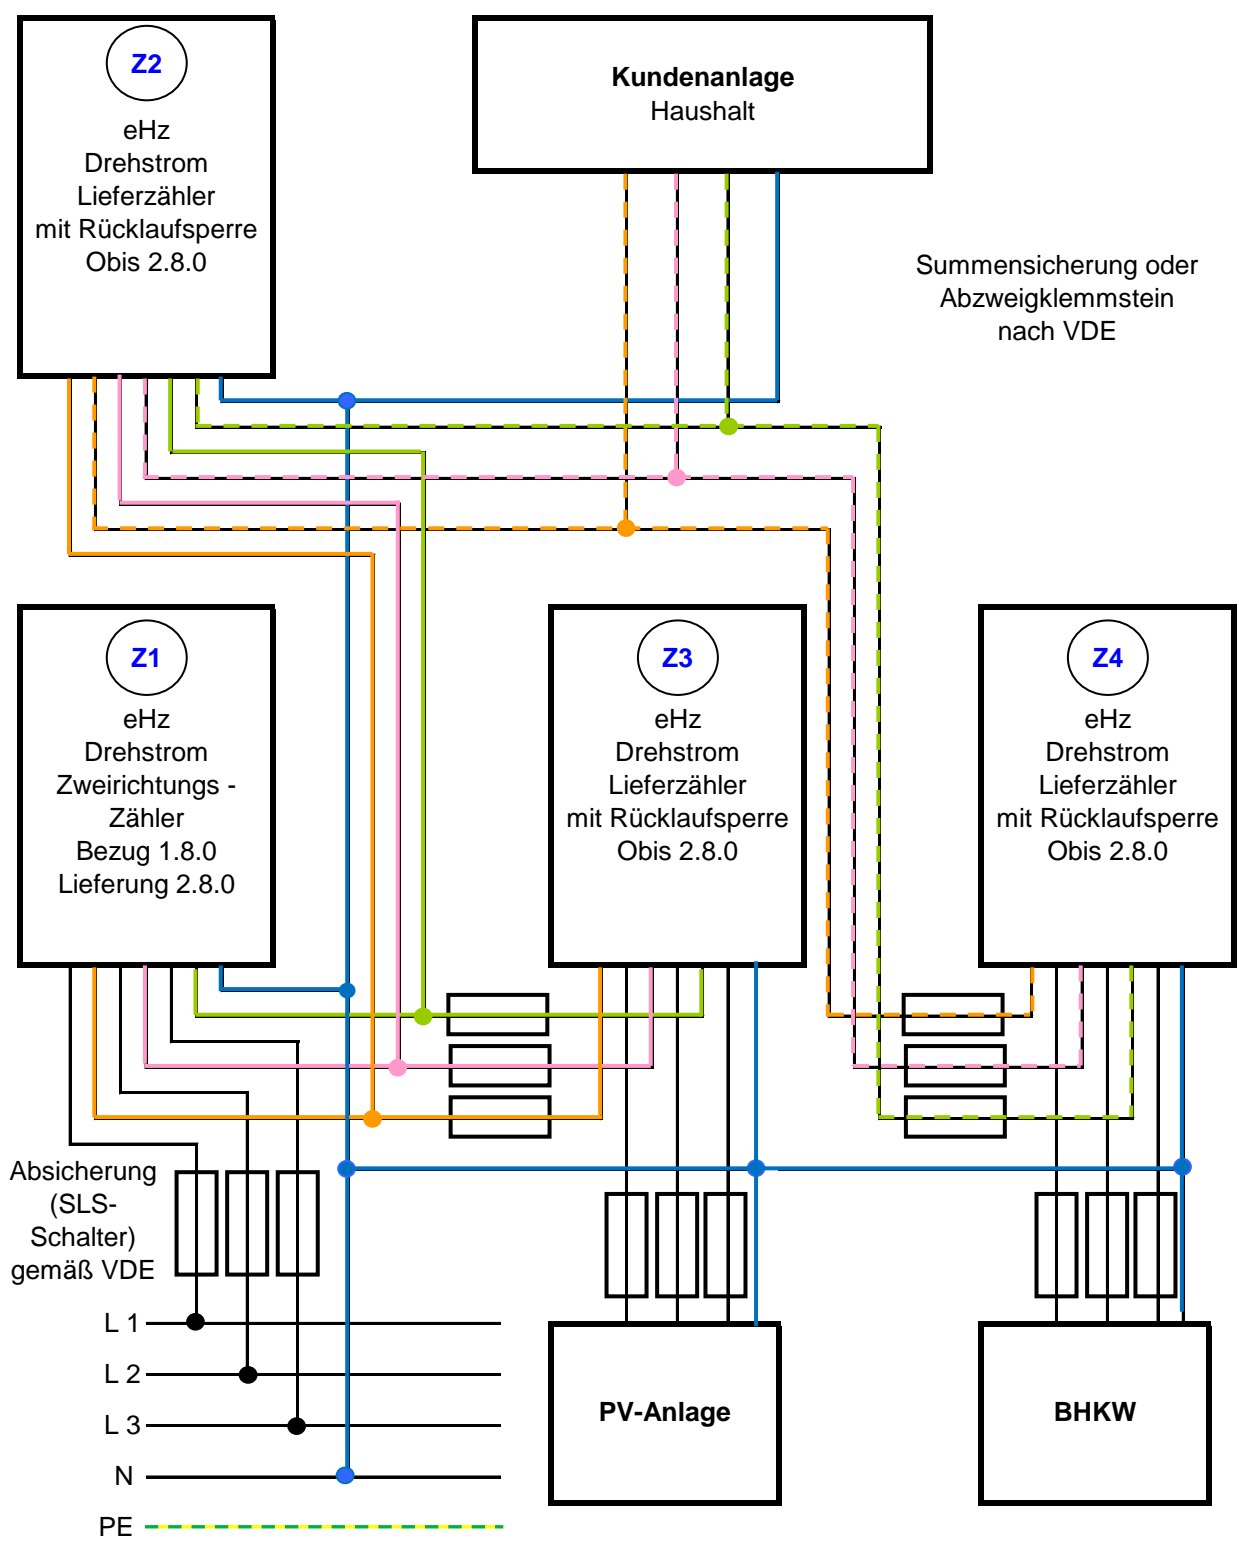 Z2
eHz
Drehstrom
Lieferzähler
mit Rücklaufsperre
Obis 2.8.0
Kundenanlage
Haushalt
Summensicherung oder
Abzweigklemmstein
nach VDE
Z1
eHz
Drehstrom
Zweirichtungs -
Zähler
Bezug 1.8.0
Lieferung 2.8.0
Z3
eHz
Drehstrom
Lieferzähler
mit Rücklaufsperre
Obis 2.8.0
Z4
eHz
Drehstrom
Lieferzähler
mit Rücklaufsperre
Obis 2.8.0
Absicherung
(SLS-
Schalter)
gemäß VDE
L 1
L 2
L 3
N
PE
PV-Anlage
BHKW